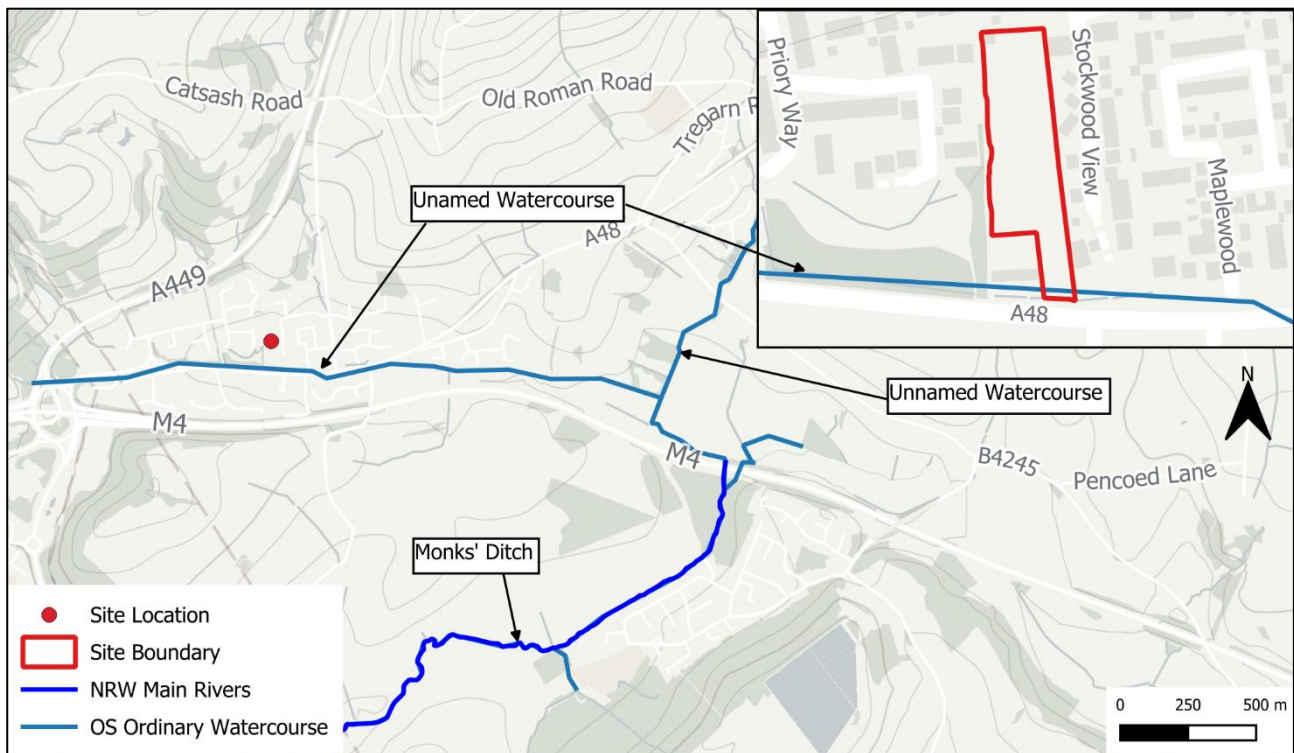 Catsash Road
Old Roman Road
Tregarn R
Unamed Watercourse
A48
A449
M4
Unnamed Watercourse
M4
B4245
Pencoed Lane
Monks' Ditch
Priory Way
Stockwood View
Maplewood
A48
N
Site Location
Site Boundary
NRW Main Rivers
OS Ordinary Watercourse
0 250 500 m